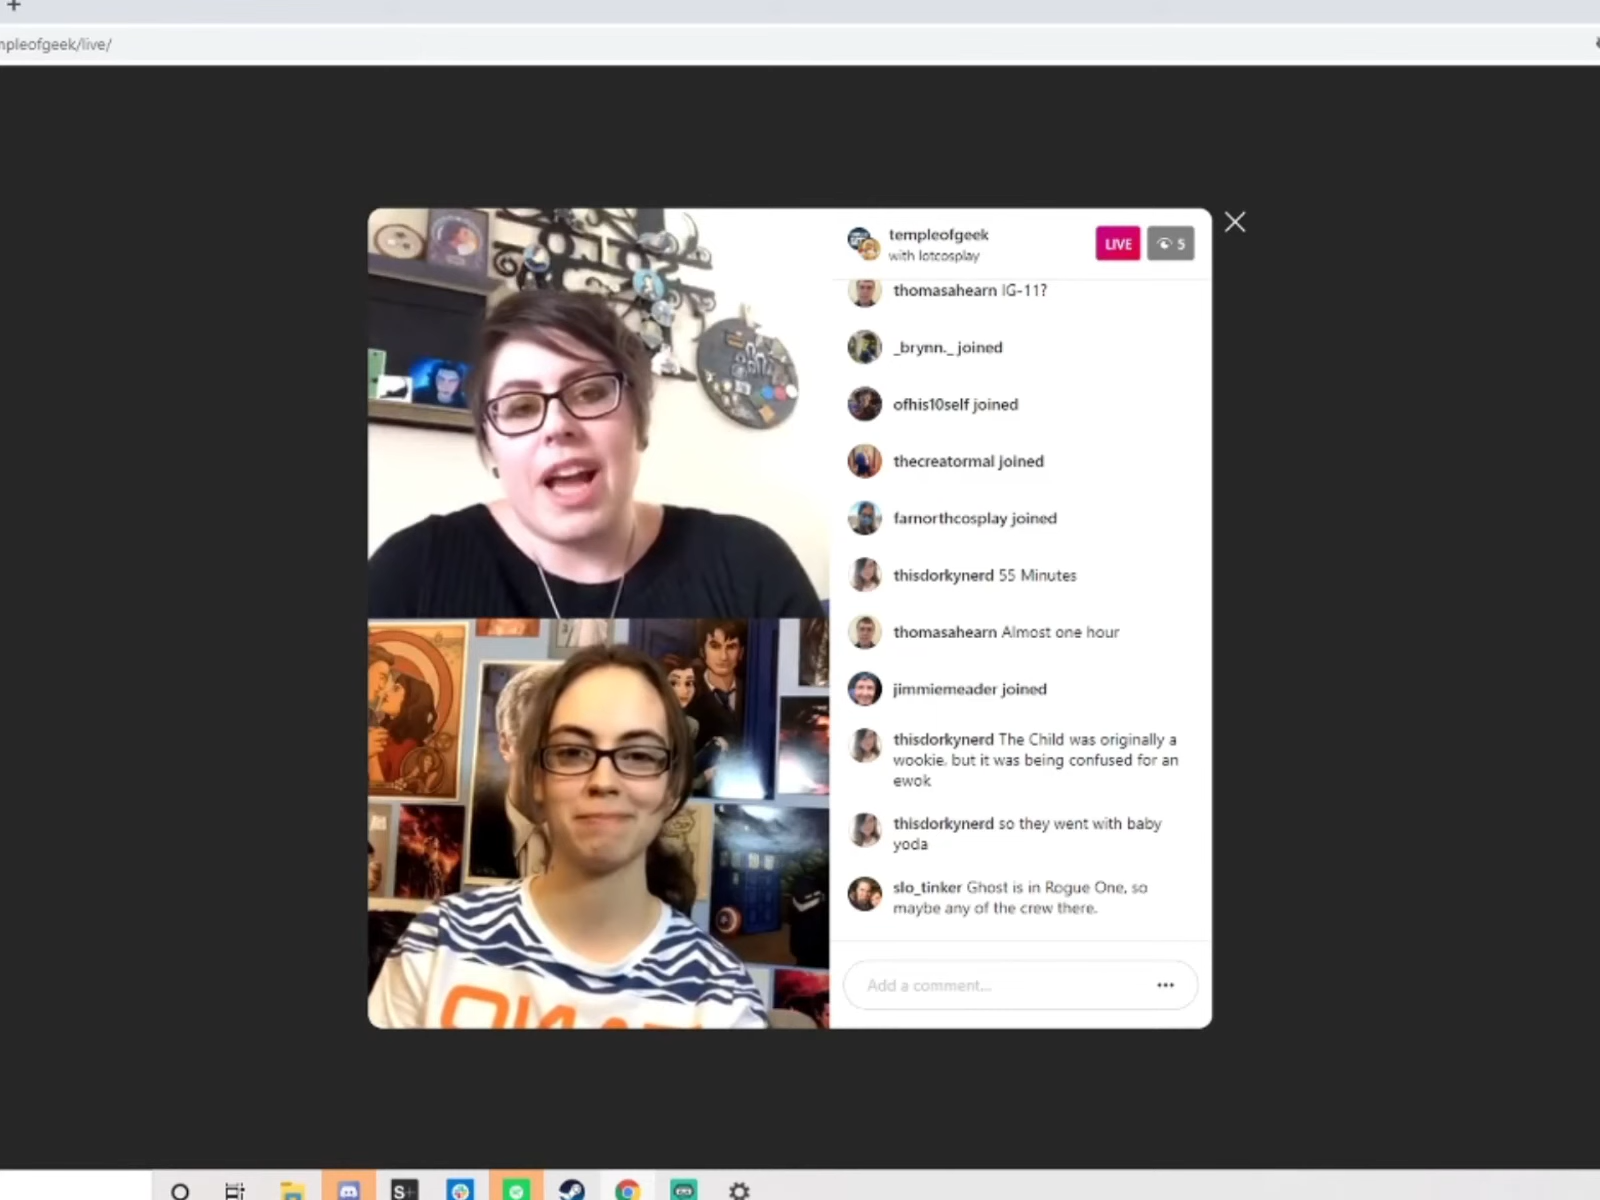 mpleofgeek/live/
templeofgeek
with lotcosplay
LIVE
5
thomasahearn IG-11?
_brynn._ joined
ofhis10self joined
thecreatormal joined
farnorthcosplay joined
thisdorkynerd 55 Minutes
thomasahearn Almost one hour
jimmiemeader joined
thisdorkynerd The Child was originally a
wookie, but it was being confused for an
ewok
thisdorkynerd so they went with baby
yoda
slo_tinker Ghost is in Rogue One, so
maybe any of the crew there.
Add a comment...